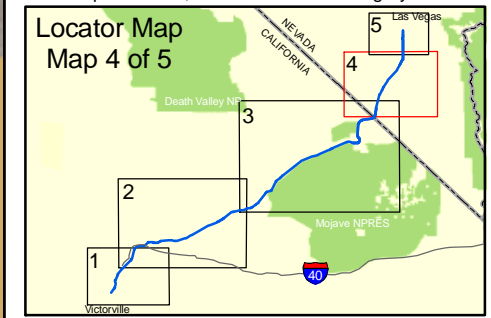 Locator Map
Map 4 of 5
NEVADA
CALIFORNIA
5
Las Vegas
4
Death Valley NP
3
2
Mojave NPRES
1
40
Victorville